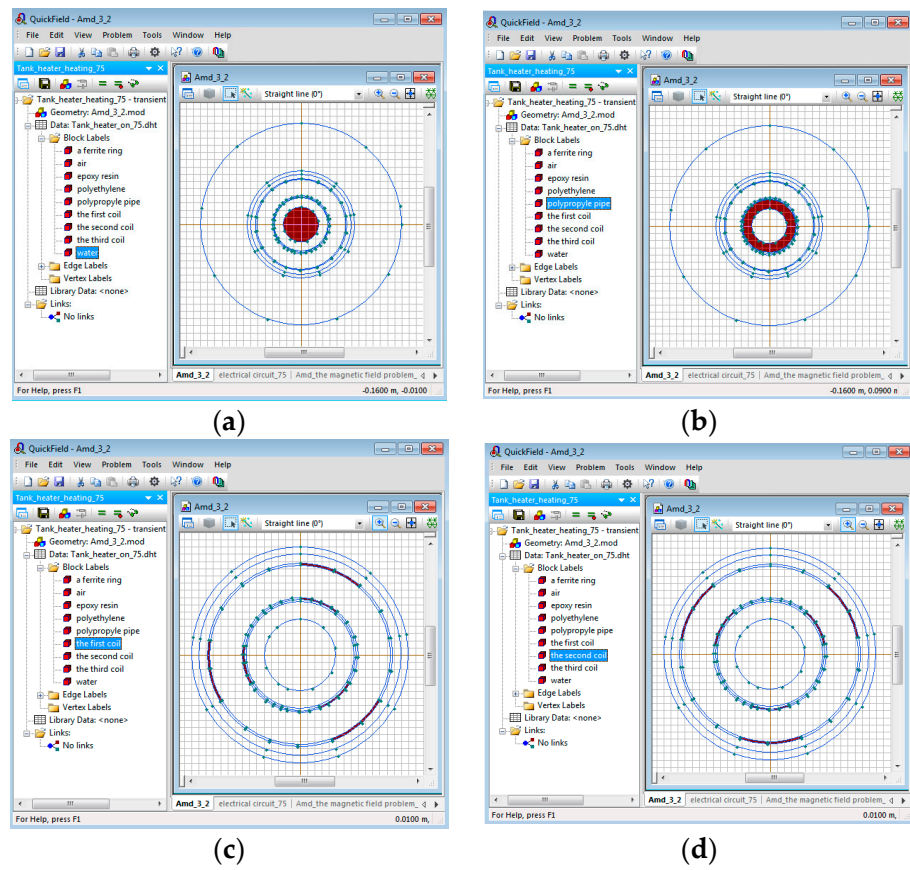 QuickField - Amd_3_2
File Edit View Problem Tools Window Help
Tank_heater_heating_75
Tank_heater_heating_75 - transient
Geometry: Amd_3_2.mod
Data: Tank_heater_on_75.dht
Block Labels
a ferrite ring
air
epoxy resin
polyethylene
polypropyle pipe
the first coil
the second coil
the third coil
water
Edge Labels
Vertex Labels
Library Data: <none>
Links:
No links
Amd_3_2
Straight line (0°)
Amd_3_2 electrical circuit_75 Amd_the magnetic field problem_
For Help, press F1
-0.1600 m, -0.0100
(a)
QuickField - Amd_3_2
File Edit View Problem Tools Window Help
Tank_heater_heating_75
Tank_heater_heating_75 - transient
Geometry: Amd_3_2.mod
Data: Tank_heater_on_75.dht
Block Labels
a ferrite ring
air
epoxy resin
polyethylene
polypropyle pipe
the first coil
the second coil
the third coil
water
Edge Labels
Vertex Labels
Library Data: <none>
Links:
No links
Amd_3_2
Straight line (0°)
Amd_3_2 electrical circuit_75 Amd_the magnetic field problem_
For Help, press F1
-0.1600 m, 0.0900 m
(b)
QuickField - Amd_3_2
File Edit View Problem Tools Window Help
Tank_heater_heating_75
Tank_heater_heating_75 - transient
Geometry: Amd_3_2.mod
Data: Tank_heater_on_75.dht
Block Labels
a ferrite ring
air
epoxy resin
polyethylene
polypropyle pipe
the first coil
the second coil
the third coil
water
Edge Labels
Vertex Labels
Library Data: <none>
Links:
No links
Amd_3_2
Straight line (0°)
Amd_3_2 electrical circuit_75 Amd_the magnetic field problem_
For Help, press F1
0.0100 m,
(c)
QuickField - Amd_3_2
File Edit View Problem Tools Window Help
Tank_heater_heating_75
Tank_heater_heating_75 - transient
Geometry: Amd_3_2.mod
Data: Tank_heater_on_75.dht
Block Labels
a ferrite ring
air
epoxy resin
polyethylene
polypropyle pipe
the first coil
the second coil
the third coil
water
Edge Labels
Vertex Labels
Library Data: <none>
Links:
No links
Amd_3_2
Straight line (0°)
Amd_3_2 electrical circuit_75 Amd_the magnetic field problem_
For Help, press F1
0.0100 m,
(d)